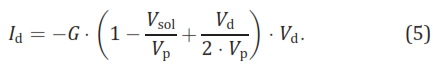 I_d = −G · (1 − V_sol/V_p + V_d/(2 · V_p)) · V_d. (5)